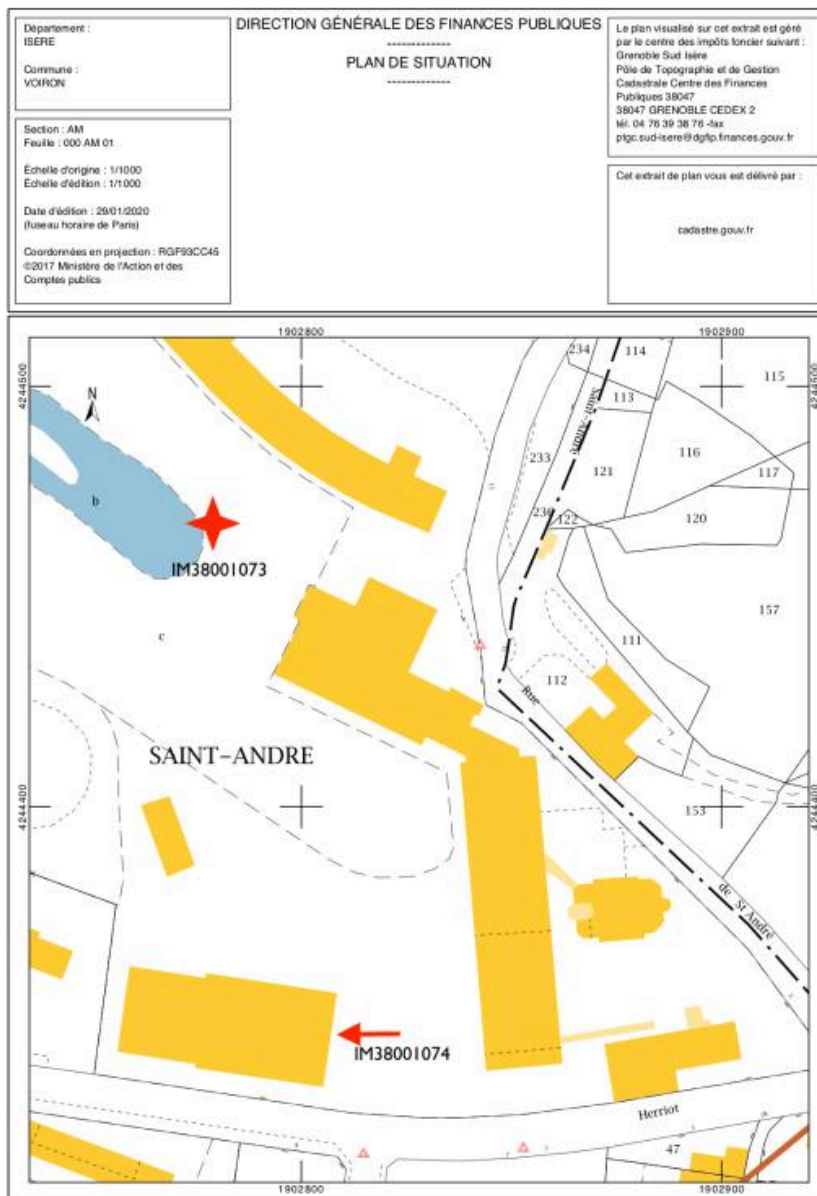 Département :
ISERE
Commune :
VOIRON
Section : AM
Feuille : 000 AM 01
Échelle d'origine : 1/1000
Échelle d'édition : 1/1000
Date d'édition : 29/01/2020
(fuseau horaire de Paris)
Coordonnées en projection : RGF93CC45
©2017 Ministère de l'Action et des
Comptes publics
DIRECTION GÉNÉRALE DES FINANCES PUBLIQUES
-------------
PLAN DE SITUATION
-------------
Le plan visualisé sur cet extrait est géré
par le centre des impôts foncier suivant :
Grenoble Sud Isère
Pôle de Topographie et de Gestion
Cadastrale Centre des Finances
Publiques 38047
38047 GRENOBLE CEDEX 2
tél. 04 76 39 38 76 -fax
ptgc.sud-isere@dgfip.finances.gouv.fr
Cet extrait de plan vous est délivré par :
cadastre.gouv.fr
1902800
1902900
4244500
4244500
N
234
114
115
113
Saint-André
233
121
116
117
b
236
122
120
IM38001073
c
157
111
112
Rue
SAINT-ANDRE
4244400
4244400
153
de St André
IM38001074
Herriot
47
1902800
1902900